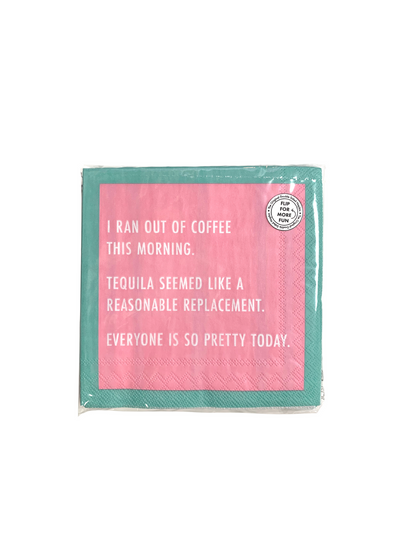 I RAN OUT OF COFFEE
THIS MORNING.
TEQUILA SEEMED LIKE A
REASONABLE REPLACEMENT.
EVERYONE IS SO PRETTY TODAY.
FLIP
FOR
MORE
FUN